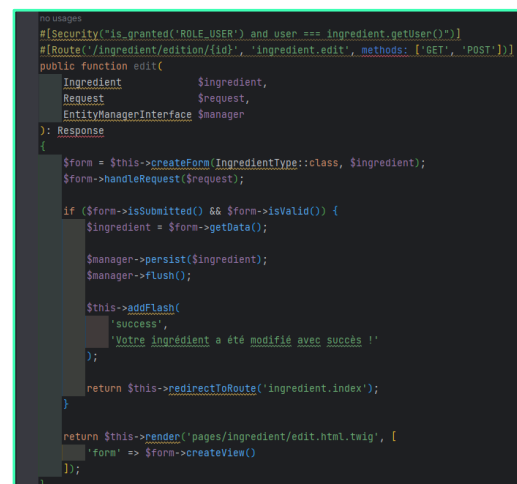 no usages
#[Security("is_granted('ROLE_USER') and user === ingredient.getUser()")]
#[Route('/ingredient/edition/{id}', 'ingredient.edit', methods: ['GET', 'POST'])]
public function edit(
    Ingredient             $ingredient,
    Request                $request,
    EntityManagerInterface $manager
): Response
{
    $form = $this->createForm(IngredientType::class, $ingredient);
    $form->handleRequest($request);

    if ($form->isSubmitted() && $form->isValid()) {
        $ingredient = $form->getData();

        $manager->persist($ingredient);
        $manager->flush();

        $this->addFlash(
            'success',
            'Votre ingrédient a été modifié avec succès !'
        );

        return $this->redirectToRoute('ingredient.index');
    }

    return $this->render('pages/ingredient/edit.html.twig', [
        'form' => $form->createView()
    ]);
}